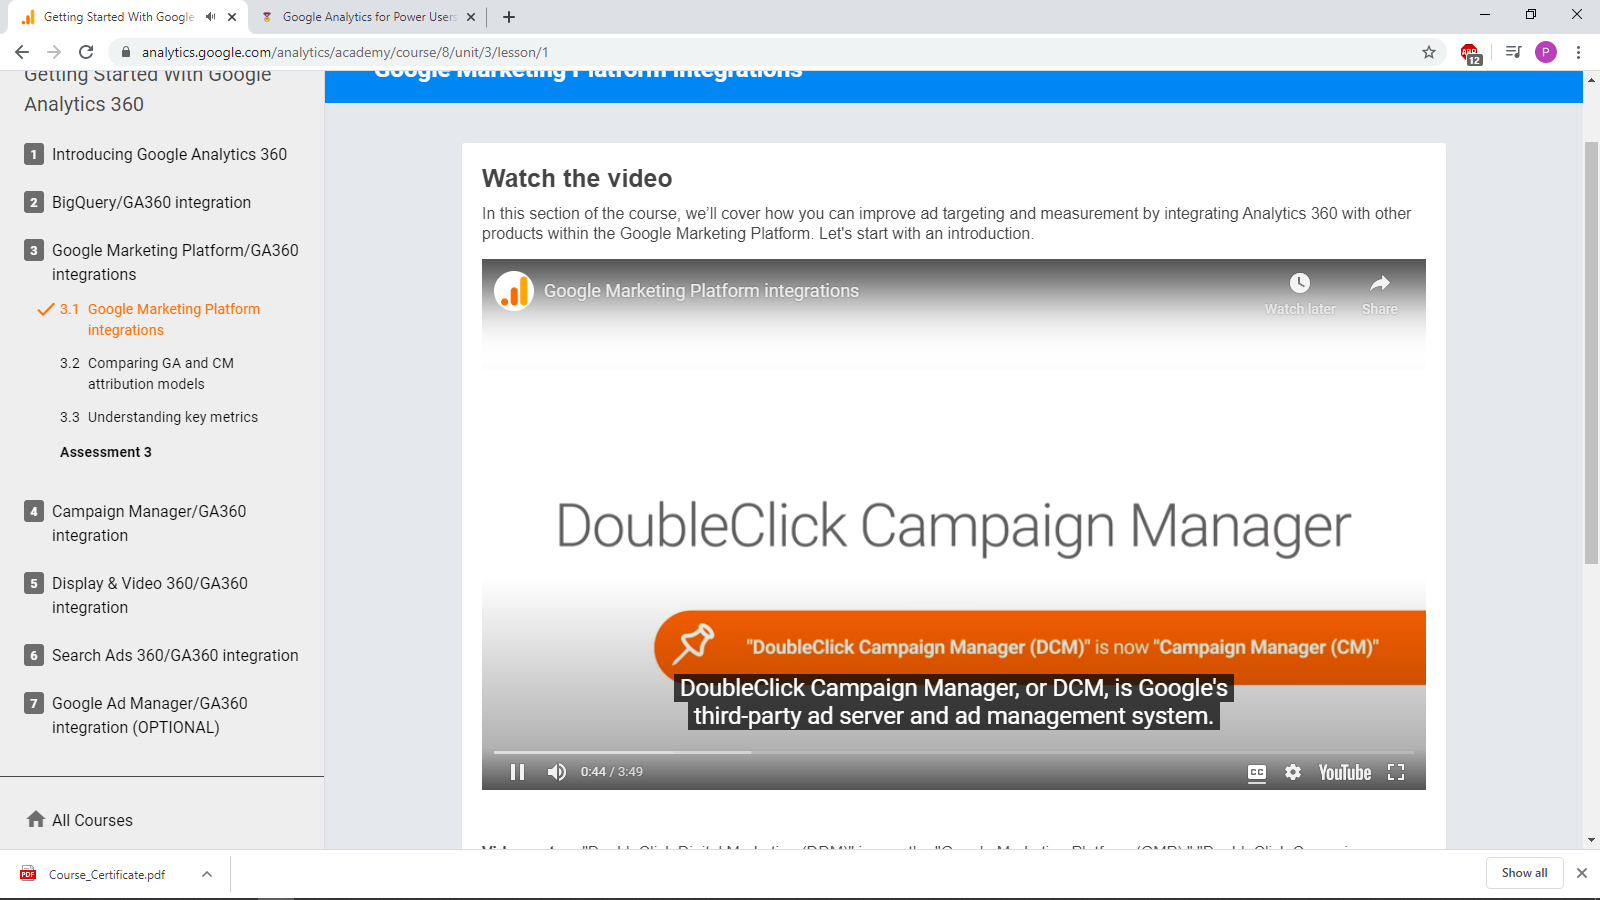 Getting Started With Google
Google Analytics for Power Users
analytics.google.com/analytics/academy/course/8/unit/3/lesson/1
ABP
12
P
Getting Started With Google
Analytics 360
1 Introducing Google Analytics 360
2 BigQuery/GA360 integration
3 Google Marketing Platform/GA360
integrations
3.1 Google Marketing Platform
integrations
3.2 Comparing GA and CM
attribution models
3.3 Understanding key metrics
Assessment 3
4 Campaign Manager/GA360
integration
5 Display & Video 360/GA360
integration
6 Search Ads 360/GA360 integration
7 Google Ad Manager/GA360
integration (OPTIONAL)
All Courses
Google Marketing Platform integrations
Watch the video
In this section of the course, we’ll cover how you can improve ad targeting and measurement by integrating Analytics 360 with other
products within the Google Marketing Platform. Let's start with an introduction.
Google Marketing Platform integrations
Watch later
Share
DoubleClick Campaign Manager
"DoubleClick Campaign Manager (DCM)" is now "Campaign Manager (CM)"
DoubleClick Campaign Manager, or DCM, is Google's
third-party ad server and ad management system.
0:44 / 3:49
CC
YouTube
PDF
Course_Certificate.pdf
Show all